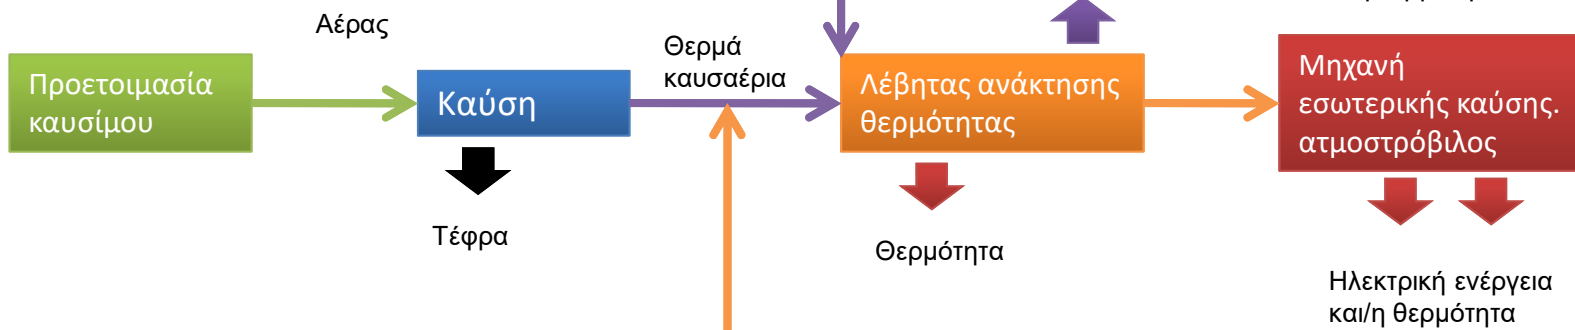 Αέρας
Προετοιμασία
καυσίμου
Καύση
Θερμά
καυσαέρια
Λέβητας ανάκτησης
θερμότητας
Μηχανή
εσωτερικής καύσης.
ατμοστρόβιλος
Τέφρα
Θερμότητα
Ηλεκτρική ενέργεια
και/η θερμότητα